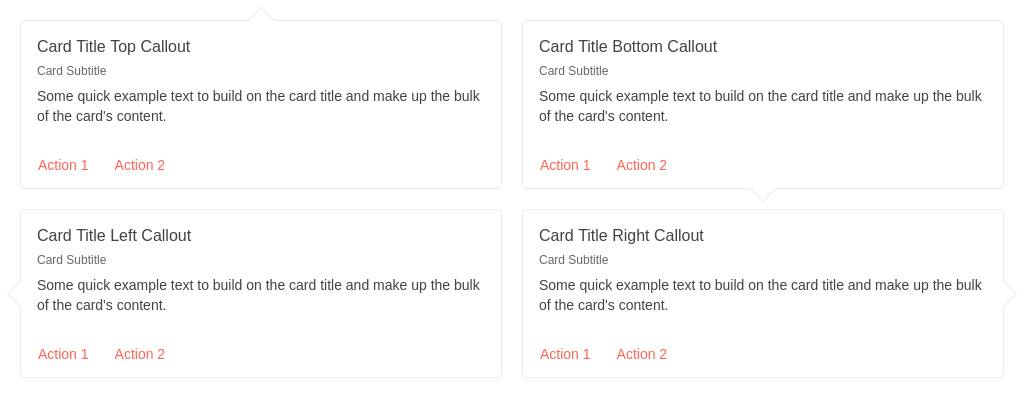 Card Title Top Callout
Card Subtitle
Some quick example text to build on the card title and make up the bulk
of the card's content.
Action 1 Action 2
Card Title Bottom Callout
Card Subtitle
Some quick example text to build on the card title and make up the bulk
of the card's content.
Action 1 Action 2
Card Title Left Callout
Card Subtitle
Some quick example text to build on the card title and make up the bulk
of the card's content.
Action 1 Action 2
Card Title Right Callout
Card Subtitle
Some quick example text to build on the card title and make up the bulk
of the card's content.
Action 1 Action 2